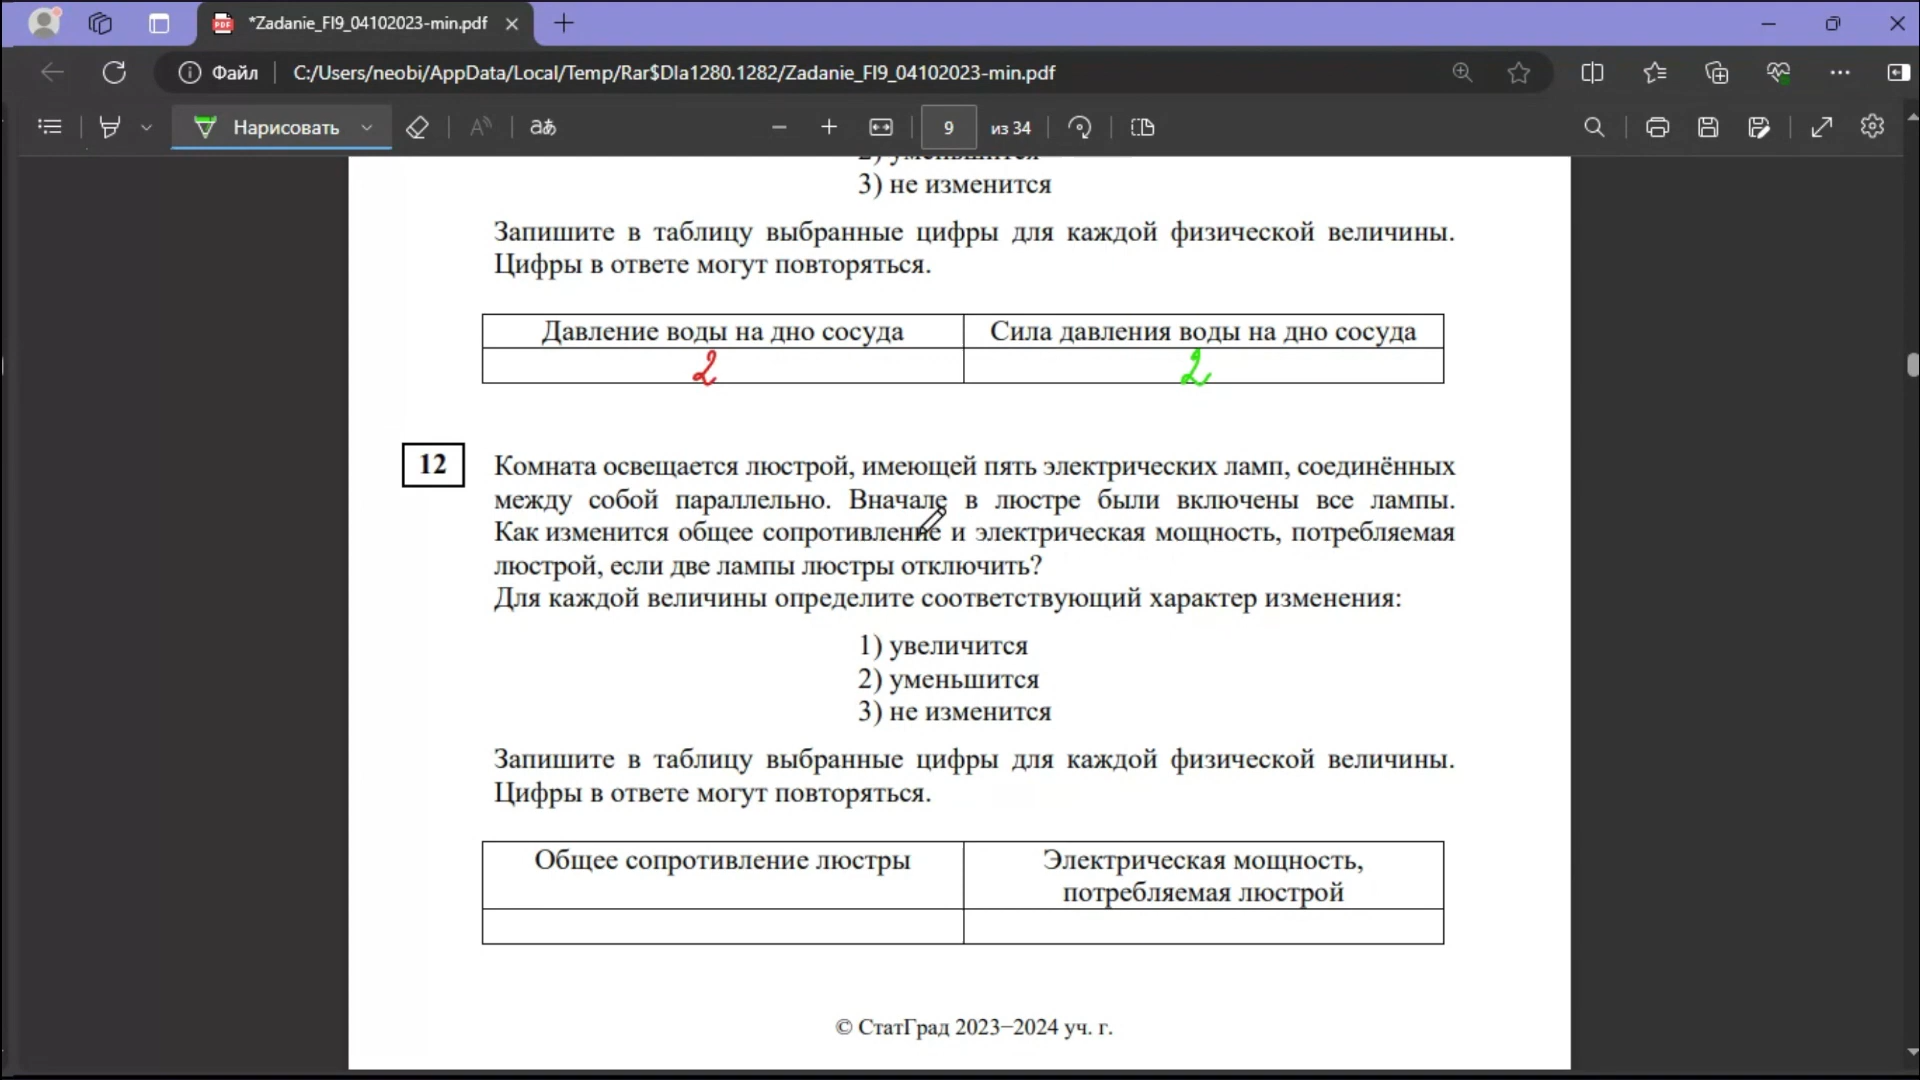 *Zadanie_FI9_04102023-min.pdf
Файл
C:/Users/neobi/AppData/Local/Temp/Rar$DIa1280.1282/Zadanie_FI9_04102023-min.pdf
Нарисовать
9 из 34
2) уменьшится
3) не изменится
Запишите в таблицу выбранные цифры для каждой физической величины.
Цифры в ответе могут повторяться.
Давление воды на дно сосуда
Сила давления воды на дно сосуда
2
2
12
Комната освещается люстрой, имеющей пять электрических ламп, соединённых
между собой параллельно. Вначале в люстре были включены все лампы.
Как изменится общее сопротивление и электрическая мощность, потребляемая
люстрой, если две лампы люстры отключить?
Для каждой величины определите соответствующий характер изменения:
1) увеличится
2) уменьшится
3) не изменится
Запишите в таблицу выбранные цифры для каждой физической величины.
Цифры в ответе могут повторяться.
Общее сопротивление люстры
Электрическая мощность,
потребляемая люстрой
© СтатГрад 2023−2024 уч. г.